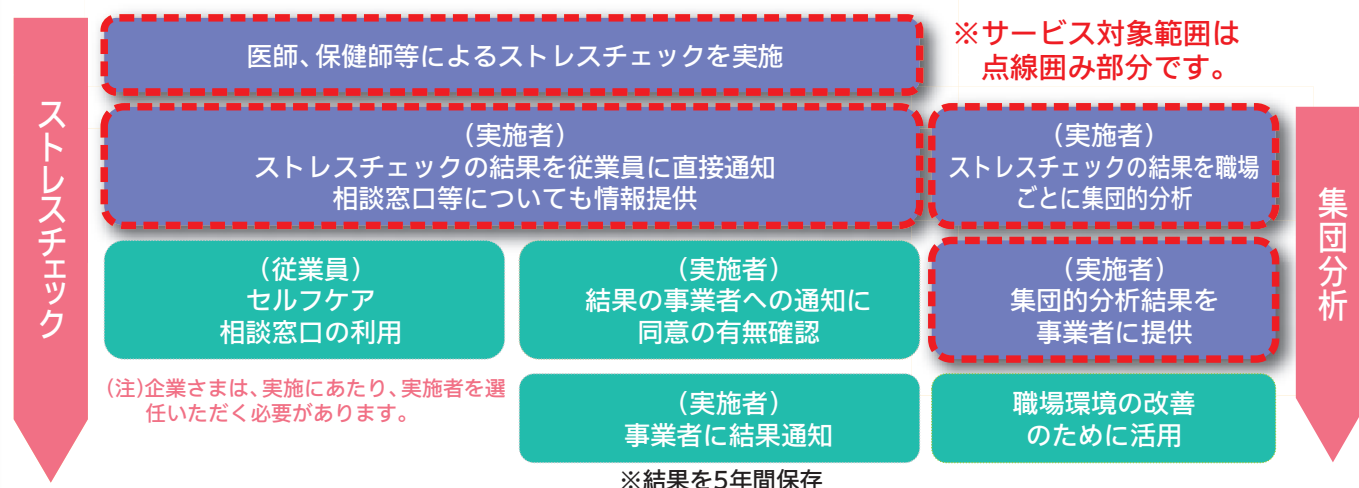 ストレスチェック
医師、保健師等によるストレスチェックを実施
※サービス対象範囲は
点線囲み部分です。
（実施者）
ストレスチェックの結果を従業員に直接通知
相談窓口等についても情報提供
（実施者）
ストレスチェックの結果を職場
ごとに集団的分析
集団分析
（従業員）
セルフケア
相談窓口の利用
（実施者）
結果の事業者への通知に
同意の有無確認
（実施者）
集団的分析結果を
事業者に提供
(注)企業さまは、実施にあたり、実施者を選
任いただく必要があります。
（実施者）
事業者に結果通知
職場環境の改善
のために活用
※結果を5年間保存